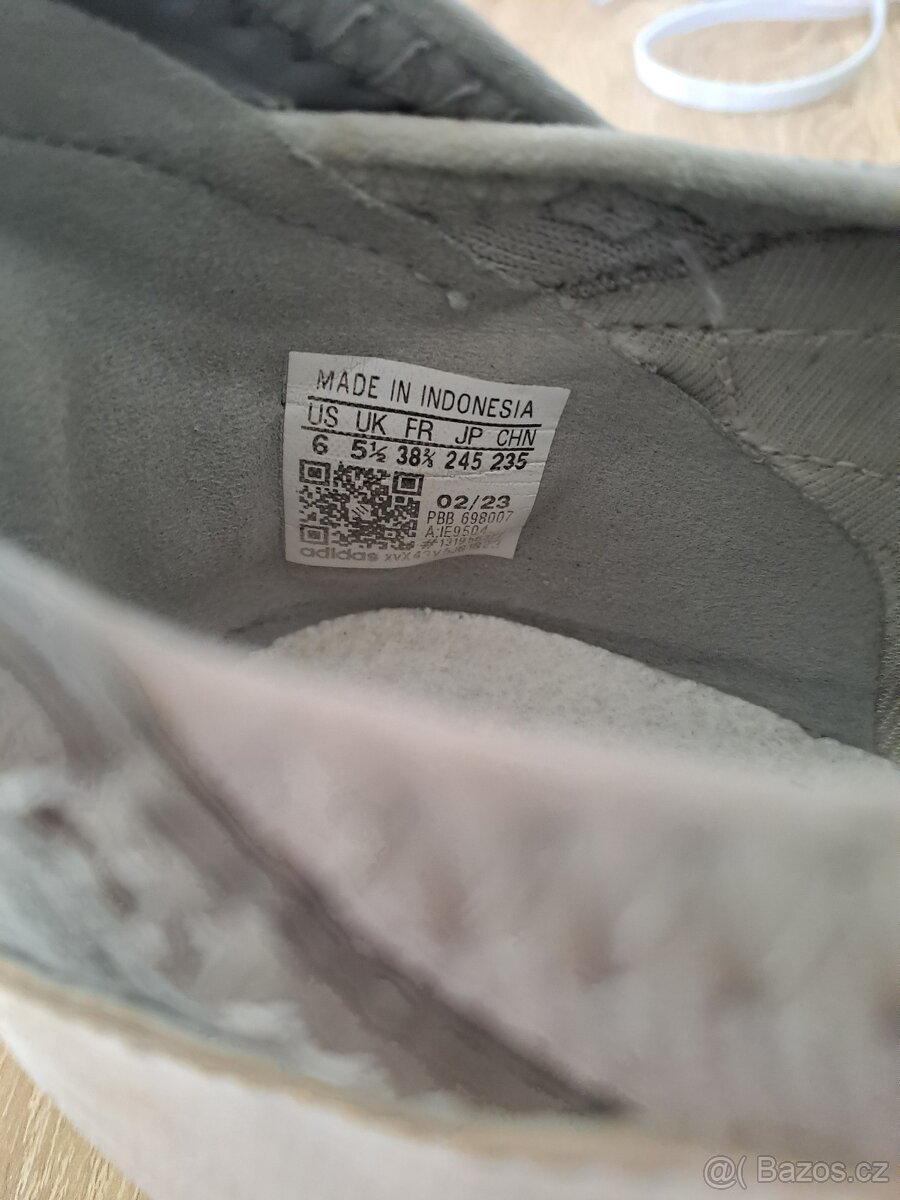 MADE IN INDONESIA
US UK FR JP CHN
6 5½ 38⅔ 245 235
02/23
PBB 698007
A:IE9504
adidas
@( Bazos.cz